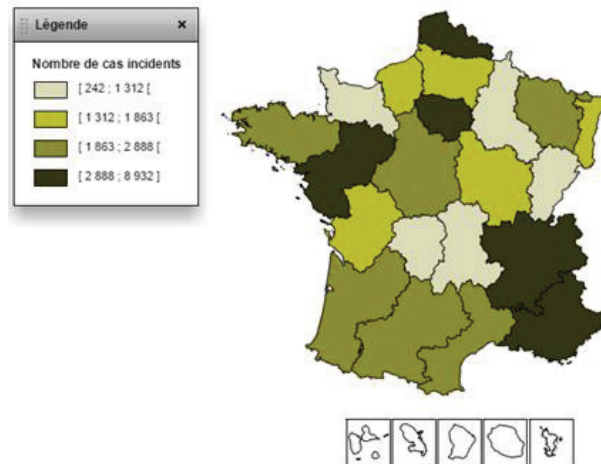 Légende ×
Nombre de cas incidents
[ 242 ; 1 312 [
[ 1 312 ; 1 863 [
[ 1 863 ; 2 888 [
[ 2 888 ; 8 932 [